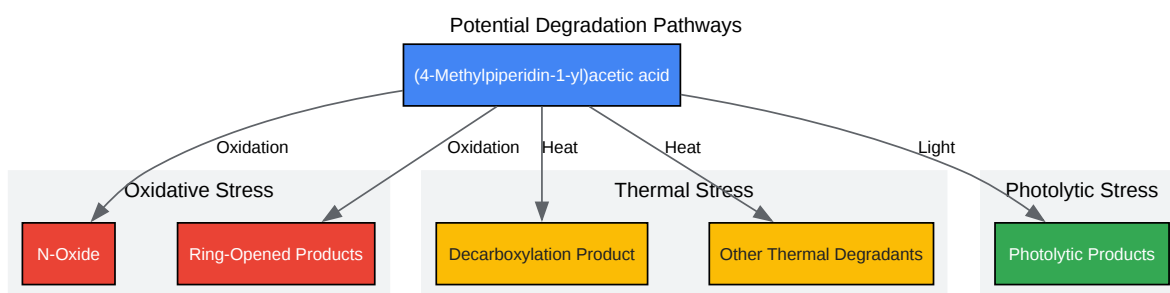 Potential Degradation Pathways
(4-Methylpiperidin-1-yl)acetic acid
Oxidation
Oxidation
Heat
Heat
Light
Oxidative Stress
Thermal Stress
Photolytic Stress
N-Oxide
Ring-Opened Products
Decarboxylation Product
Other Thermal Degradants
Photolytic Products